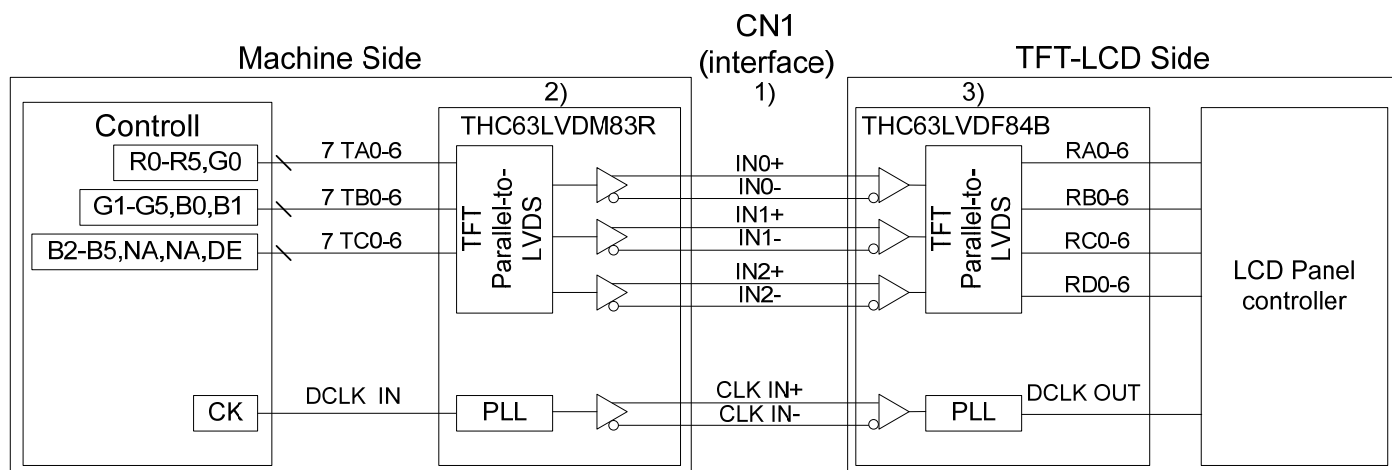 CN1
(interface)
1)
Machine Side
TFT-LCD Side
Controll
R0-R5,G0
G1-G5,B0,B1
B2-B5,NA,NA,DE
CK
7 TA0-6
7 TB0-6
7 TC0-6
DCLK IN
2)
THC63LVDM83R
TFT
Parallel-to-
LVDS
PLL
IN0+
IN0-
IN1+
IN1-
IN2+
IN2-
CLK IN+
CLK IN-
3)
THC63LVDF84B
TFT
Parallel-to-
LVDS
PLL
RA0-6
RB0-6
RC0-6
RD0-6
DCLK OUT
LCD Panel
controller